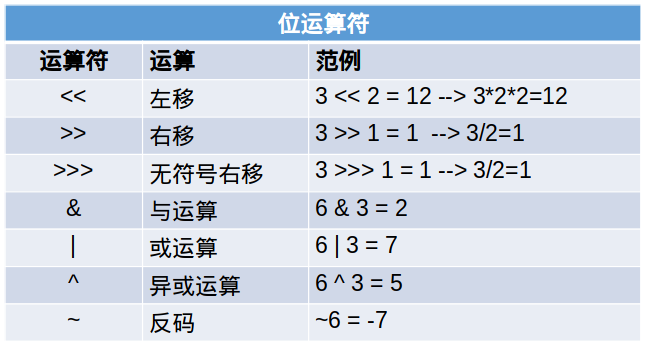 位运算符
运算符 运算 范例
<< 左移 3 << 2 = 12 --> 3*2*2=12
>> 右移 3 >> 1 = 1  --> 3/2=1
>>> 无符号右移 3 >>> 1 = 1 --> 3/2=1
& 与运算 6 & 3 = 2
| 或运算 6 | 3 = 7
^ 异或运算 6 ^ 3 = 5
~ 反码 ~6 = -7